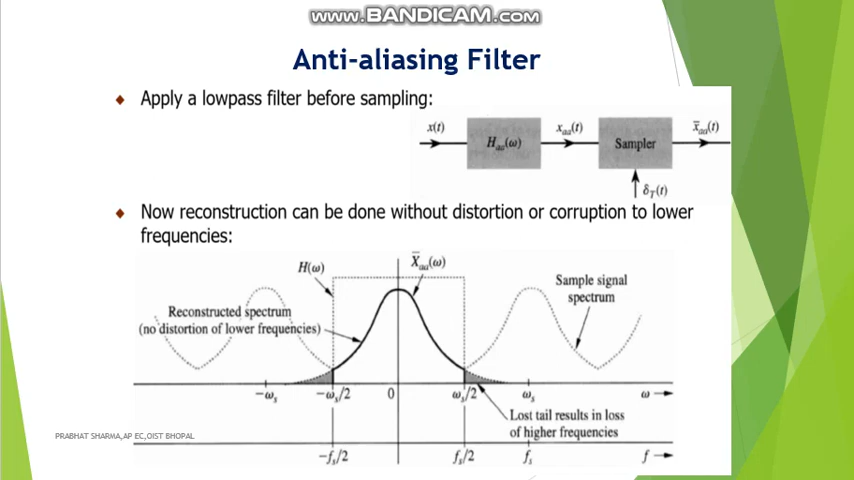 www.BANDICAM.com
Anti-aliasing Filter
Apply a lowpass filter before sampling:
x(t)
Haa(ω)
xaa(t)
Sampler
x̄aa(t)
δT(t)
Now reconstruction can be done without distortion or corruption to lower
frequencies:
H(ω)
X̄aa(ω)
Sample signal
spectrum
Reconstructed spectrum
(no distortion of lower frequencies)
−ωs
−ωs/2
0
ωs/2
ωs
ω
Lost tail results in loss
of higher frequencies
PRABHAT SHARMA,AP EC,OIST BHOPAL
−fs/2
fs/2
fs
f